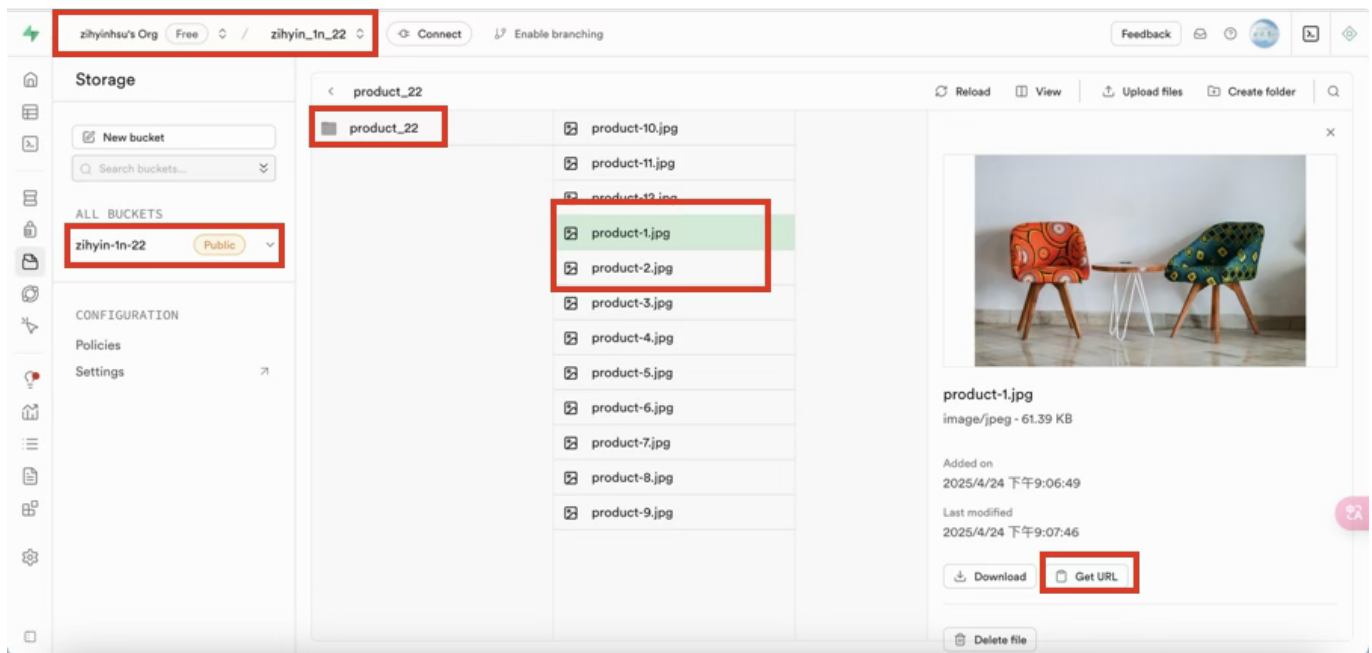 zihyinhsu's Org Free / zihyin_1n_22 Connect Enable branching Feedback
Storage
New bucket
Search buckets...
ALL BUCKETS
zihyin-1n-22 Public
CONFIGURATION
Policies
Settings
product_22
Reload View Upload files Create folder
product_22
product-10.jpg
product-11.jpg
product-12.jpg
product-1.jpg
product-2.jpg
product-3.jpg
product-4.jpg
product-5.jpg
product-6.jpg
product-7.jpg
product-8.jpg
product-9.jpg
product-1.jpg
image/jpeg - 61.39 KB
Added on
2025/4/24 下午9:06:49
Last modified
2025/4/24 下午9:07:46
Download Get URL
Delete file